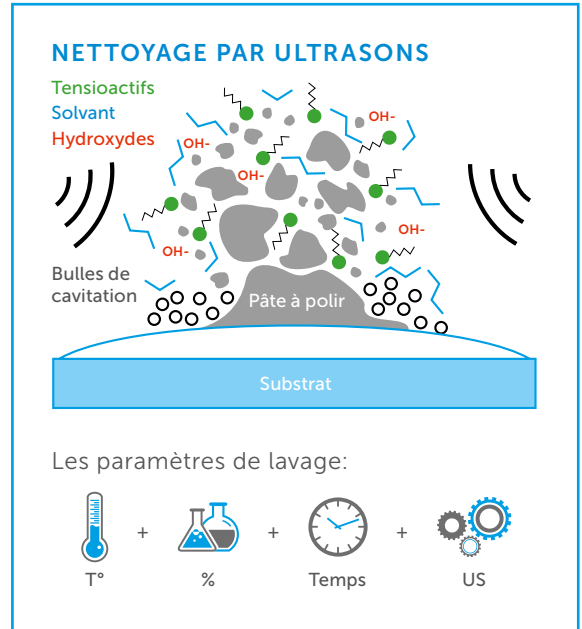 NETTOYAGE PAR ULTRASONS
Tensioactifs
Solvant
Hydroxydes
OH-
OH-
OH-
OH-
OH-
Bulles de
cavitation
Pâte à polir
Substrat
Les paramètres de lavage:
+
+
+
T°
%
Temps
US